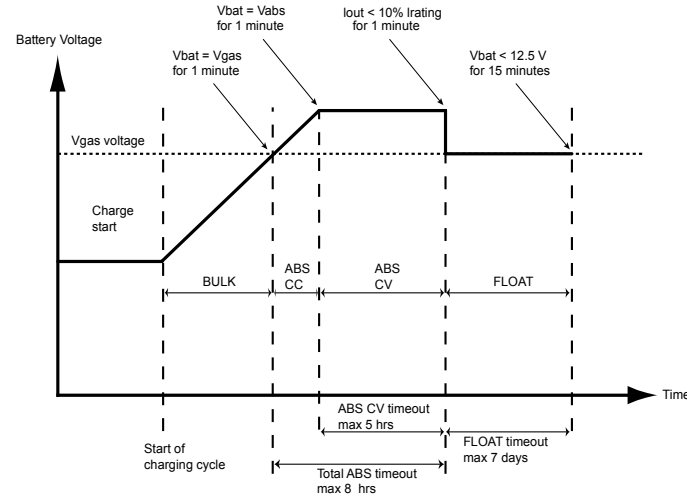 Vbat = Vabs
for 1 minute
Iout < 10% Irating
for 1 minute
Battery Voltage
Vbat = Vgas
for 1 minute
Vbat < 12.5 V
for 15 minutes
Vgas voltage
Charge
start
BULK
ABS
CC
ABS
CV
FLOAT
Time
ABS CV timeout
max 5 hrs
Start of
charging cycle
FLOAT timeout
max 7 days
Total ABS timeout
max 8 hrs